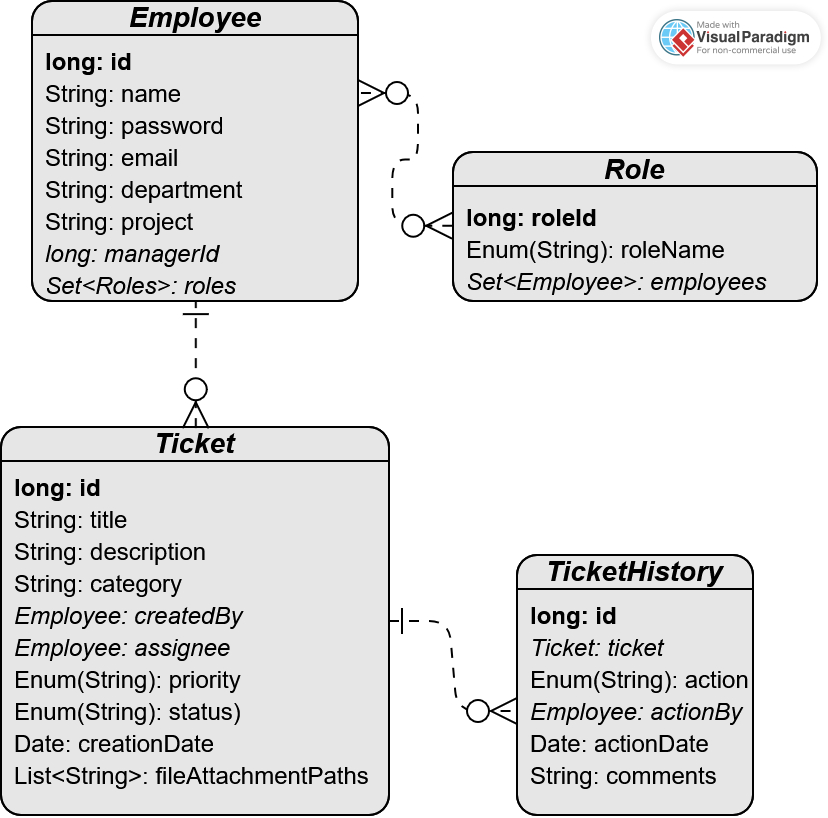 Employee
long: id
String: name
String: password
String: email
String: department
String: project
long: managerId
Set<Roles>: roles
Made with
VisualParadigm
For non-commercial use
Role
long: roleId
Enum(String): roleName
Set<Employee>: employees
Ticket
long: id
String: title
String: description
String: category
Employee: createdBy
Employee: assignee
Enum(String): priority
Enum(String): status)
Date: creationDate
List<String>: fileAttachmentPaths
TicketHistory
long: id
Ticket: ticket
Enum(String): action
Employee: actionBy
Date: actionDate
String: comments